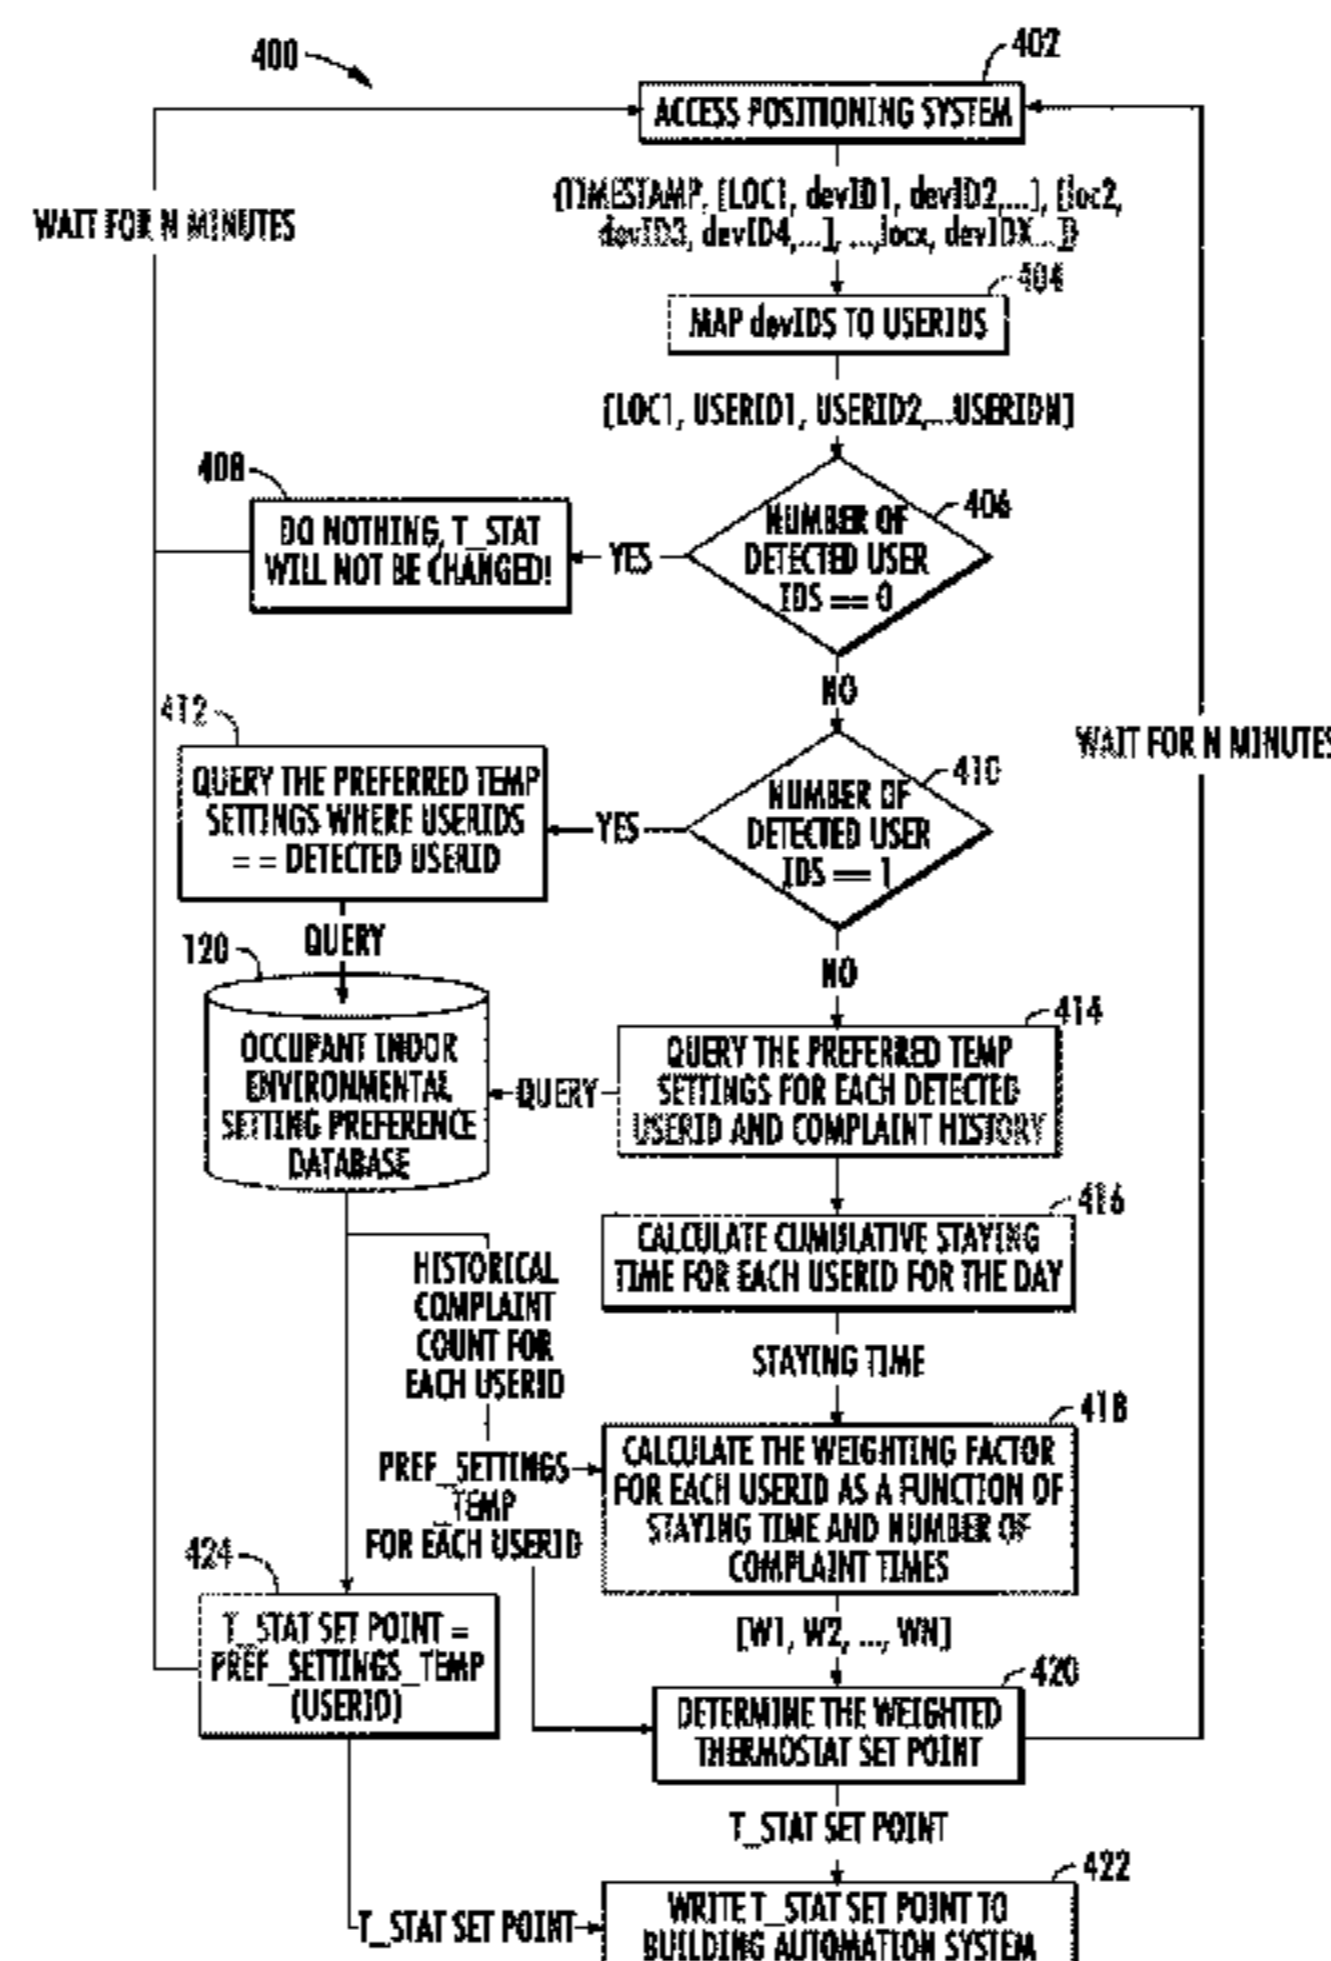 400
402
ACCESS POSITIONING SYSTEM
{TIMESTAMP, [LOC1, devID1, devID2,...], [loc2,
devID3, devID4,...], ...,locx, devIDX...]}
WAIT FOR N MINUTES
404
MAP devIDS TO USERIDS
[LOC1, USERID1, USERID2,...USERIDN]
408
DO NOTHING, T_STAT
WILL NOT BE CHANGED!
YES
406
NUMBER OF
DETECTED USER
IDS == 0
NO
412
QUERY THE PREFERRED TEMP
SETTINGS WHERE USERIDS
= = DETECTED USERID
YES
410
NUMBER OF
DETECTED USER
IDS == 1
WAIT FOR N MINUTES
NO
QUERY
120
OCCUPANT INDOR
ENVIRONMENTAL
SETTING PREFERENCE
DATABASE
QUERY
414
QUERY THE PREFERRED TEMP
SETTINGS FOR EACH DETECTED
USERID AND COMPLAINT HISTORY
416
CALCULATE CUMULATIVE STAYING
TIME FOR EACH USERID FOR THE DAY
HISTORICAL
COMPLAINT
COUNT FOR
EACH USERID
STAYING TIME
418
CALCULATE THE WEIGHTING FACTOR
FOR EACH USERID AS A FUNCTION OF
STAYING TIME AND NUMBER OF
COMPLAINT TIMES
PREF_SETTINGS
_TEMP
FOR EACH USERID
424
T_STAT SET POINT =
PREF_SETTINGS_TEMP
(USERID)
[W1, W2, ..., WN]
420
DETERMINE THE WEIGHTED
THERMOSTAT SET POINT
T_STAT SET POINT
422
T_STAT SET POINT
WRITE T_STAT SET POINT TO
BUILDING AUTOMATION SYSTEM